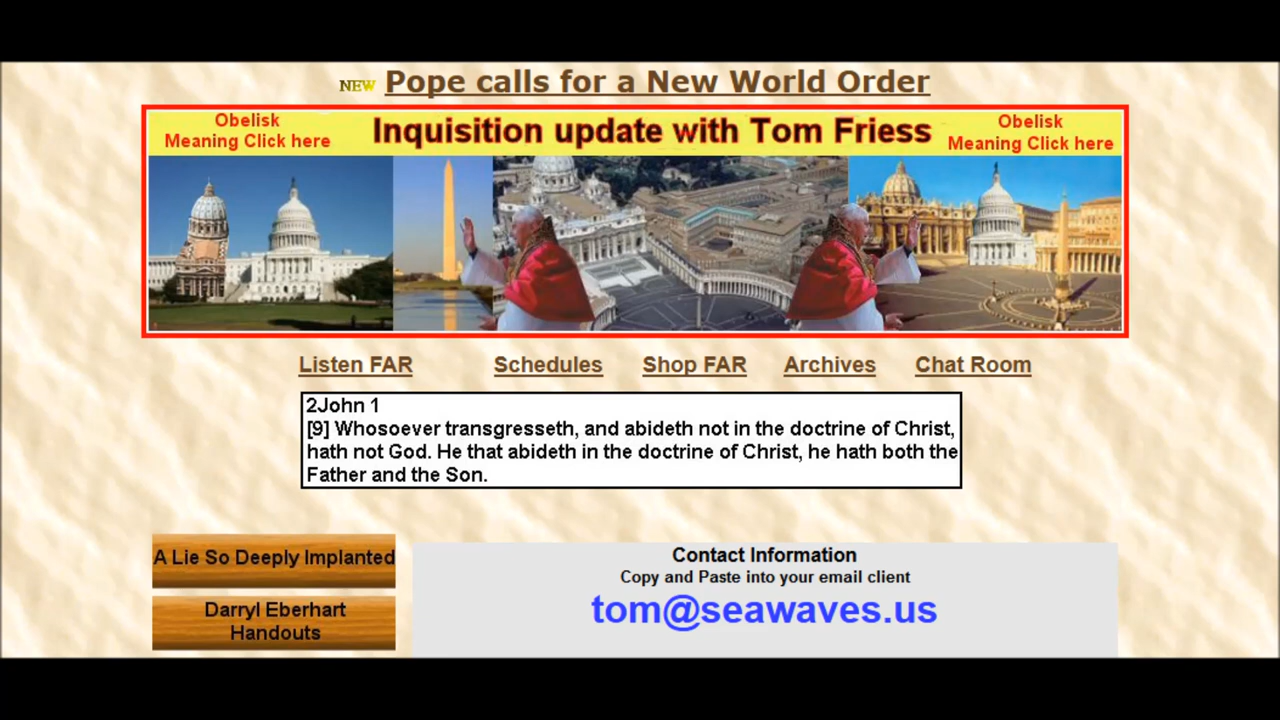 NEW Pope calls for a New World Order
Obelisk
Meaning Click here
Inquisition update with Tom Friess
Obelisk
Meaning Click here
Listen FAR Schedules Shop FAR Archives Chat Room
2John 1
[9] Whosoever transgresseth, and abideth not in the doctrine of Christ,
hath not God. He that abideth in the doctrine of Christ, he hath both the
Father and the Son.
A Lie So Deeply Implanted
Darryl Eberhart
Handouts
Contact Information
Copy and Paste into your email client
tom@seawaves.us